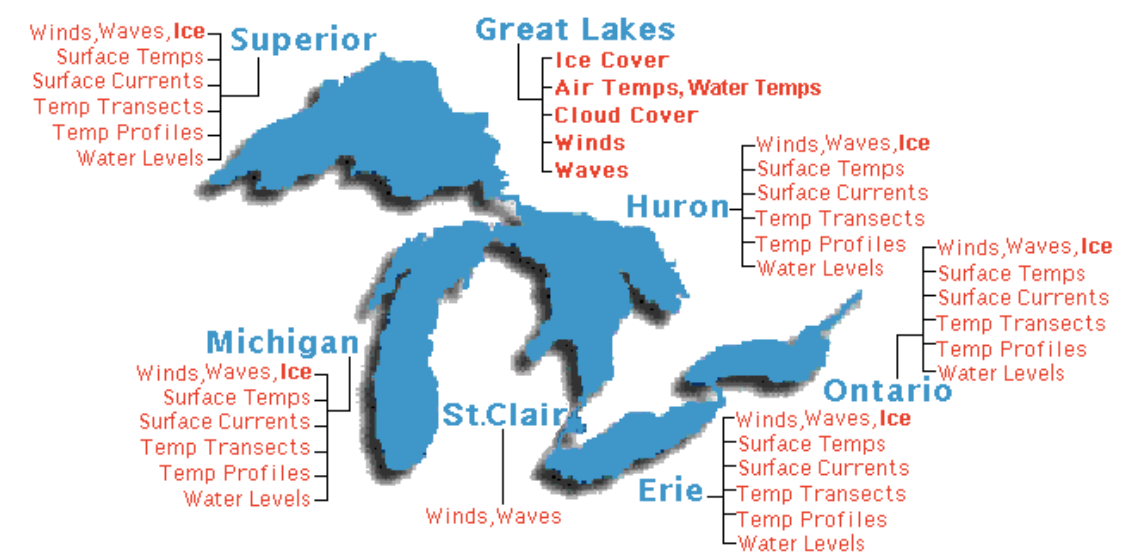 Superior
Winds,Waves,Ice
Surface Temps
Surface Currents
Temp Transects
Temp Profiles
Water Levels
Great Lakes
Ice Cover
Air Temps, Water Temps
Cloud Cover
Winds
Waves
Huron
Winds,Waves,Ice
Surface Temps
Surface Currents
Temp Transects
Temp Profiles
Water Levels
Ontario
Winds,Waves,Ice
Surface Temps
Surface Currents
Temp Transects
Temp Profiles
Water Levels
Michigan
Winds,Waves,Ice
Surface Temps
Surface Currents
Temp Transects
Temp Profiles
Water Levels
St.Clair
Winds,Waves
Erie
Winds,Waves,Ice
Surface Temps
Surface Currents
Temp Transects
Temp Profiles
Water Levels